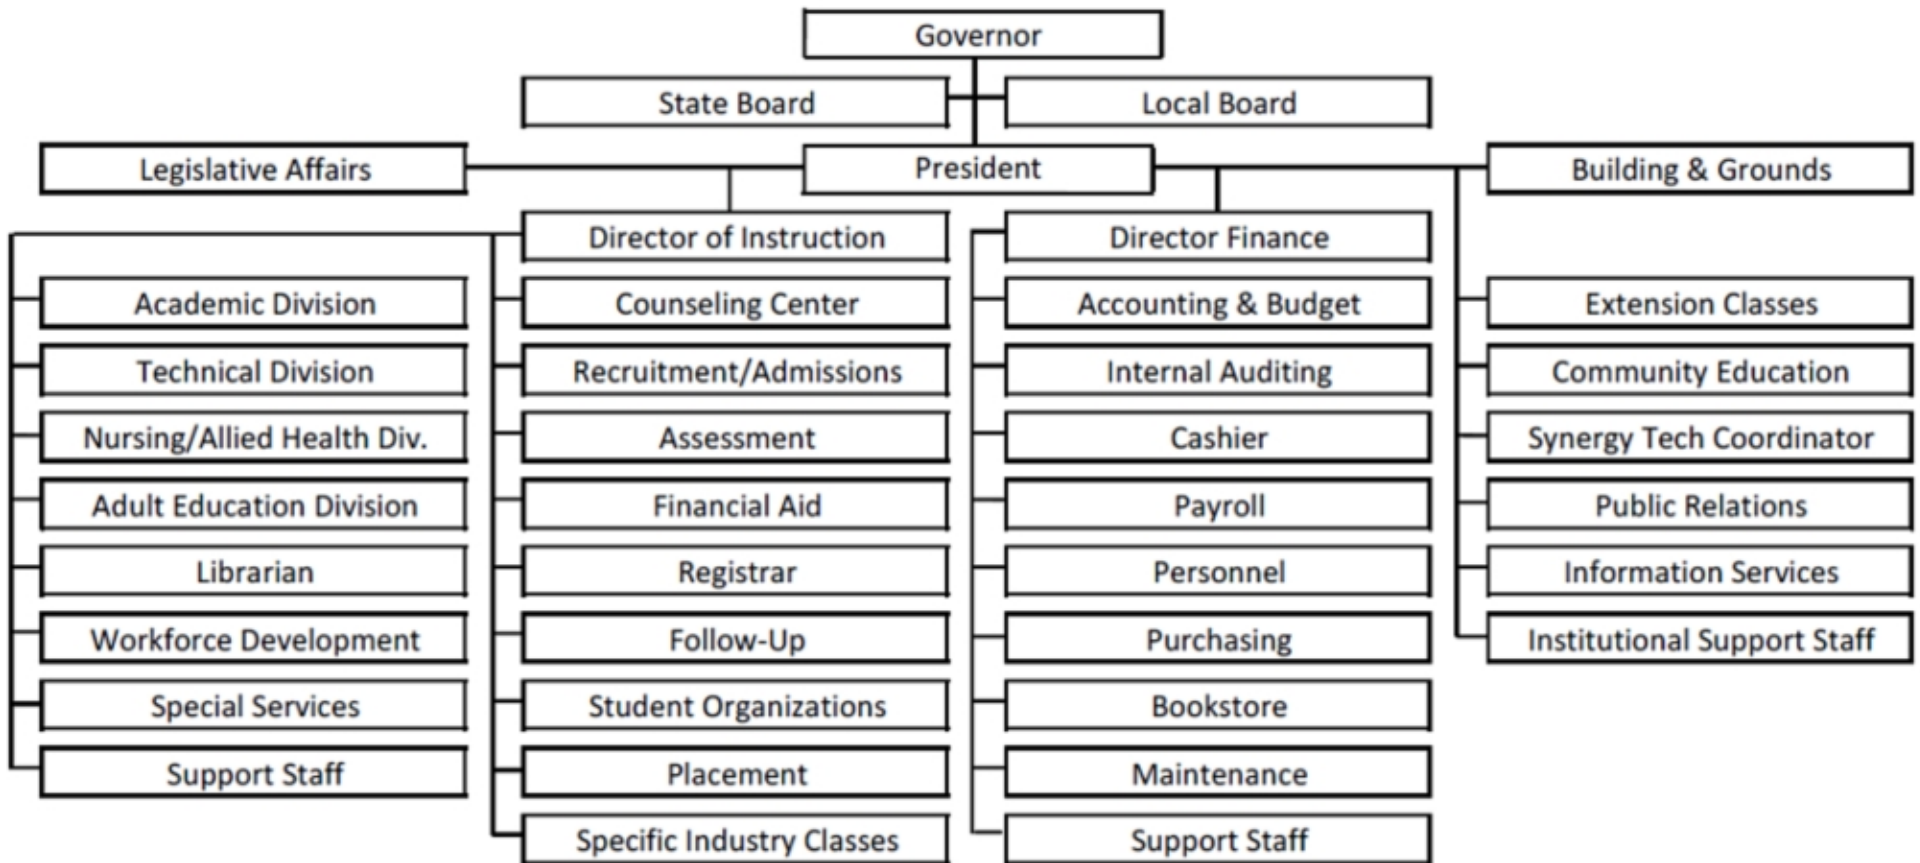 Governor
State Board
Local Board
Legislative Affairs
President
Building & Grounds
Director of Instruction
Director Finance
Academic Division
Counseling Center
Accounting & Budget
Extension Classes
Technical Division
Recruitment/Admissions
Internal Auditing
Community Education
Nursing/Allied Health Div.
Assessment
Cashier
Synergy Tech Coordinator
Adult Education Division
Financial Aid
Payroll
Public Relations
Librarian
Registrar
Personnel
Information Services
Workforce Development
Follow-Up
Purchasing
Institutional Support Staff
Special Services
Student Organizations
Bookstore
Support Staff
Placement
Maintenance
Specific Industry Classes
Support Staff